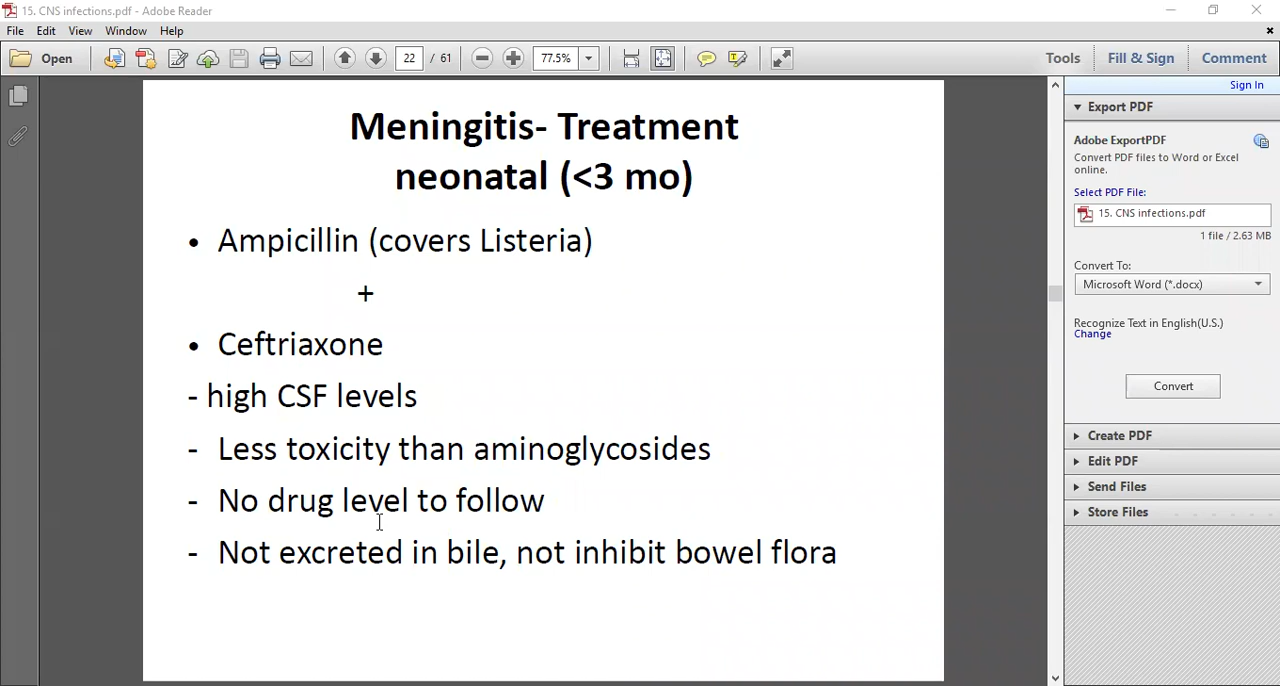 15. CNS infections.pdf - Adobe Reader
File Edit View Window Help
Open 22 / 61 77.5% Tools Fill & Sign Comment
Sign In
Meningitis- Treatment
neonatal (<3 mo)
• Ampicillin (covers Listeria)
+
• Ceftriaxone
- high CSF levels
- Less toxicity than aminoglycosides
- No drug level to follow
- Not excreted in bile, not inhibit bowel flora
Export PDF
Adobe ExportPDF
Convert PDF files to Word or Excel
online.
Select PDF File:
15. CNS infections.pdf
1 file / 2.63 MB
Convert To:
Microsoft Word (*.docx)
Recognize Text in English(U.S.)
Change
Convert
Create PDF
Edit PDF
Send Files
Store Files